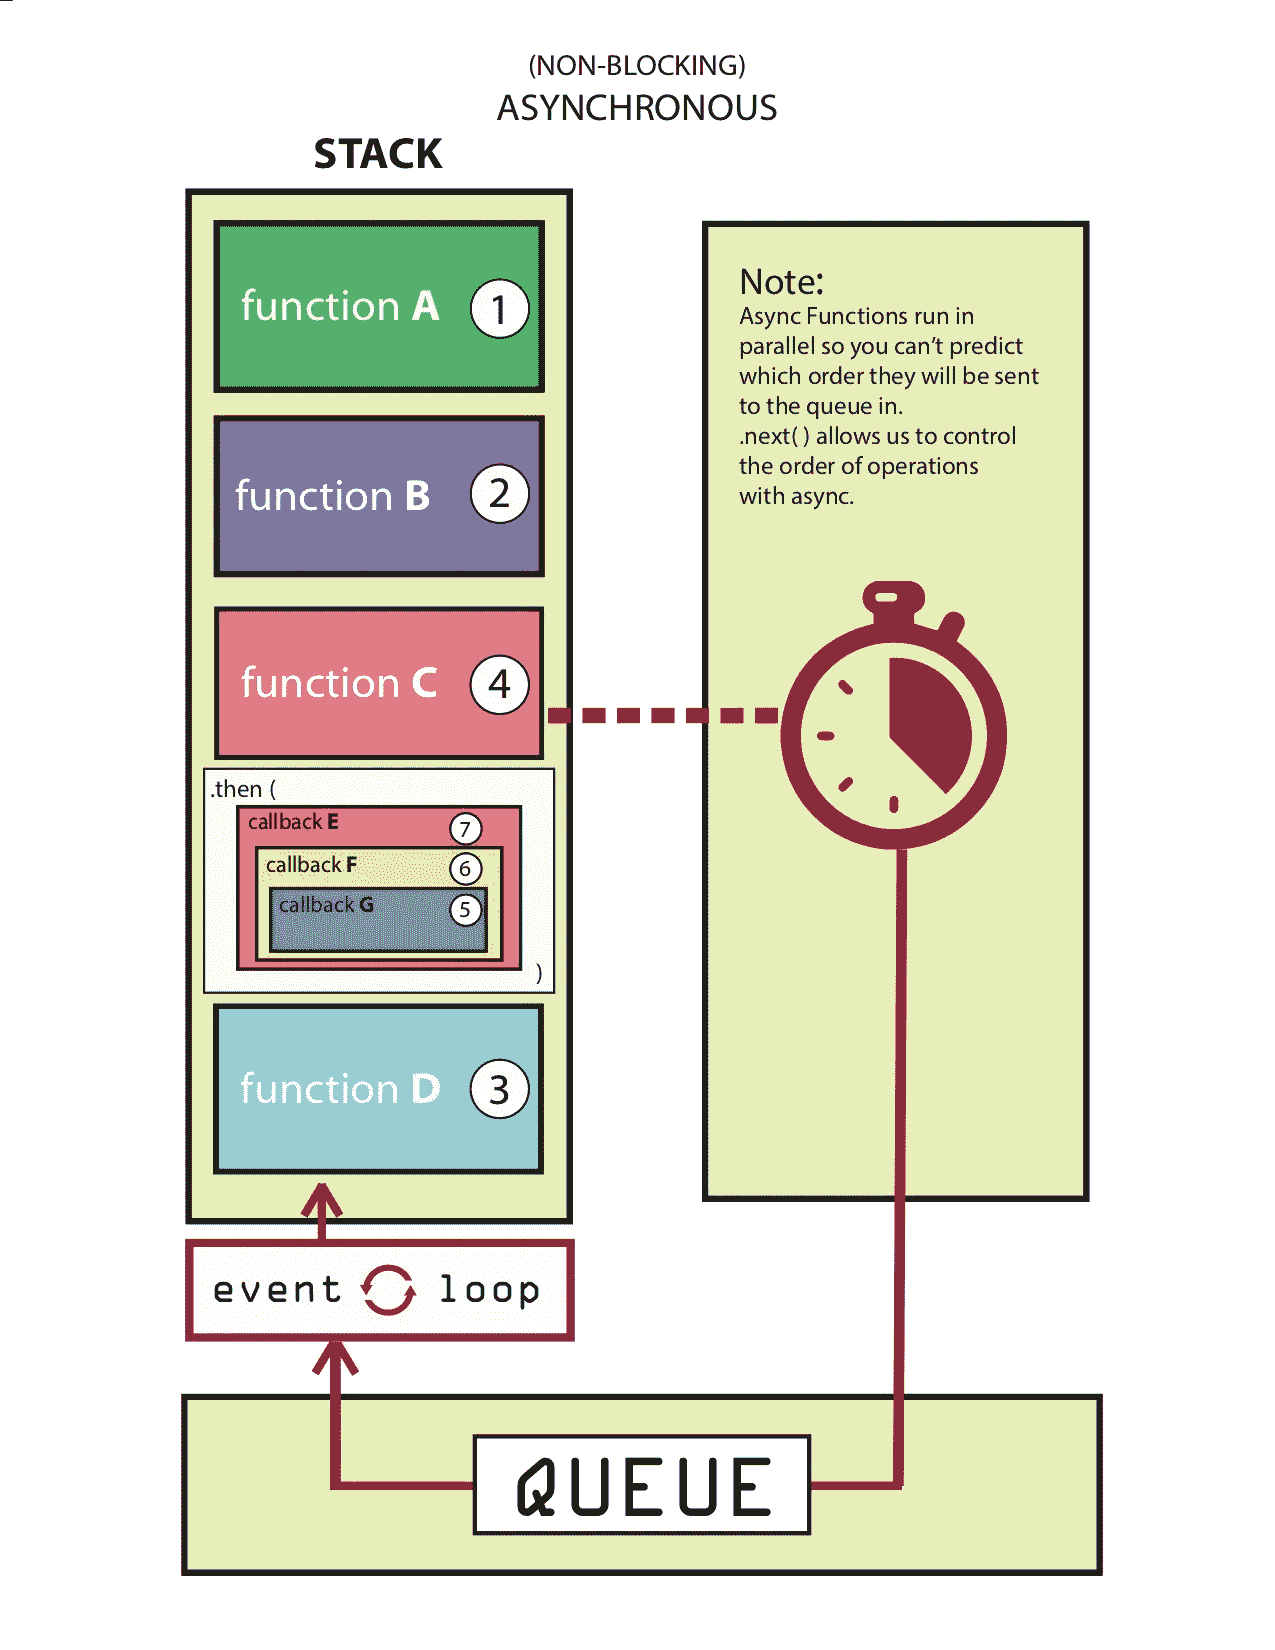 (NON-BLOCKING)
ASYNCHRONOUS
STACK
function A 1
function B 2
function C 4
.then (
callback E 7
callback F 6
callback G 5
)
function D 3
Note:
Async Functions run in
parallel so you can't predict
which order they will be sent
to the queue in.
.next( ) allows us to control
the order of operations
with async.
event loop
QUEUE